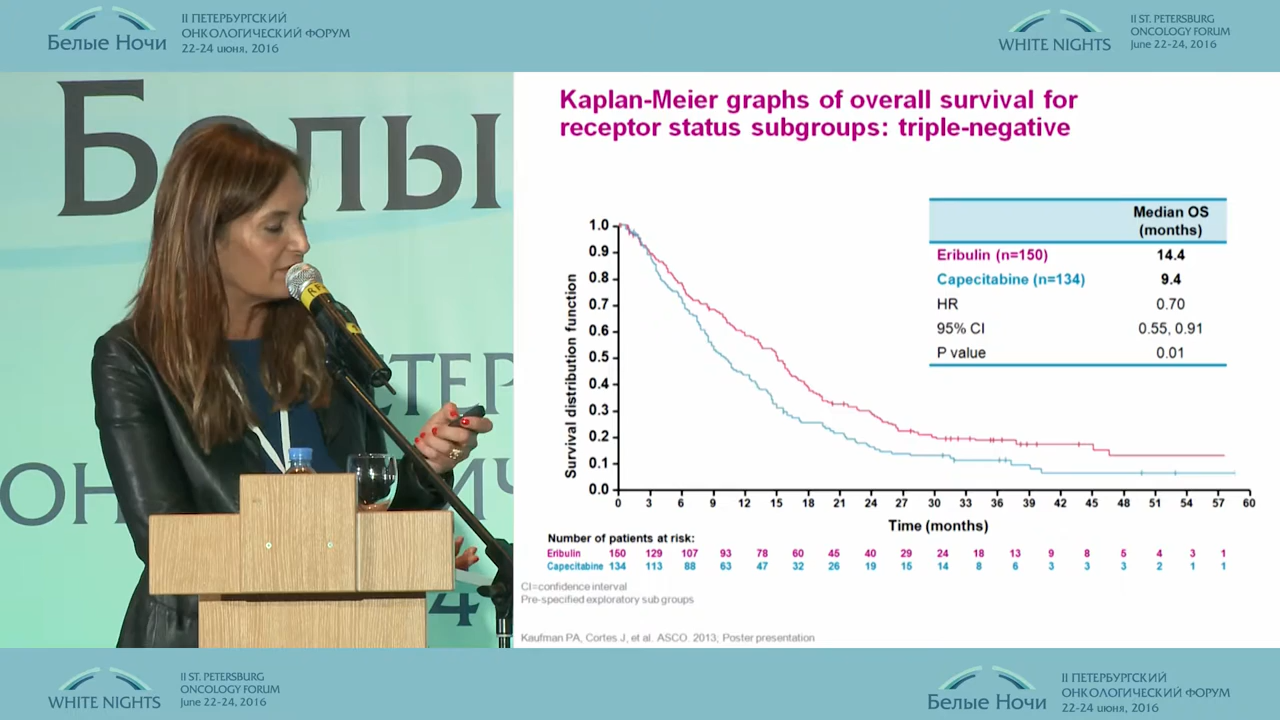 Белые Ночи
II ПЕТЕРБУРГСКИЙ
ОНКОЛОГИЧЕСКИЙ ФОРУМ
22-24 июня, 2016
WHITE NIGHTS
II ST. PETERSBURG
ONCOLOGY FORUM
June 22-24, 2016
Kaplan-Meier graphs of overall survival for
receptor status subgroups: triple-negative
Median OS
(months)
Eribulin (n=150) 14.4
Capecitabine (n=134) 9.4
HR 0.70
95% CI 0.55, 0.91
P value 0.01
Survival distribution function
1.0
0.9
0.8
0.7
0.6
0.5
0.4
0.3
0.2
0.1
0.0
0 3 6 9 12 15 18 21 24 27 30 33 36 39 42 45 48 51 54 57 60
Time (months)
Number of patients at risk:
Eribulin 150 129 107 93 78 60 45 40 29 24 18 13 9 8 5 4 3 1
Capecitabine 134 113 88 63 47 32 26 19 15 14 8 6 3 3 3 2 1 1
CI=confidence interval
Pre-specified exploratory sub groups
Kaufman PA, Cortes J, et al. ASCO. 2013; Poster presentation
WHITE NIGHTS
II ST. PETERSBURG
ONCOLOGY FORUM
June 22-24, 2016
Белые Ночи
II ПЕТЕРБУРГСКИЙ
ОНКОЛОГИЧЕСКИЙ ФОРУМ
22-24 июня, 2016